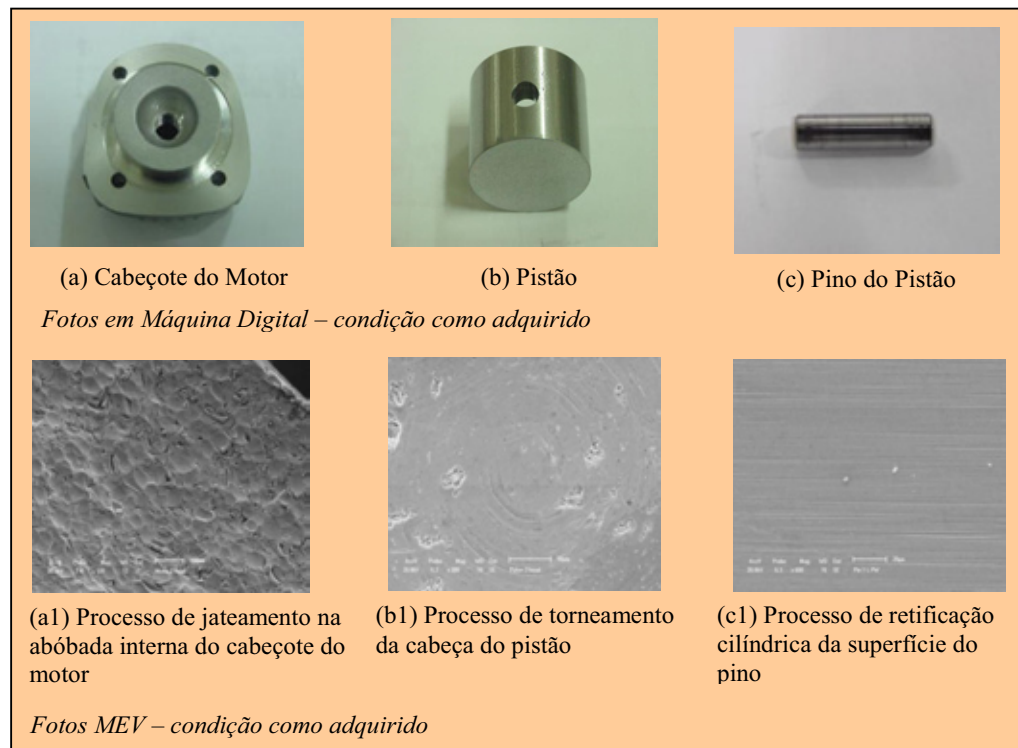 (a) Cabeçote do Motor
(b) Pistão
(c) Pino do Pistão
Fotos em Máquina Digital – condição como adquirido
(a1) Processo de jateamento na
abóbada interna do cabeçote do
motor
(b1) Processo de torneamento
da cabeça do pistão
(c1) Processo de retificação
cilíndrica da superfície do
pino
Fotos MEV – condição como adquirido